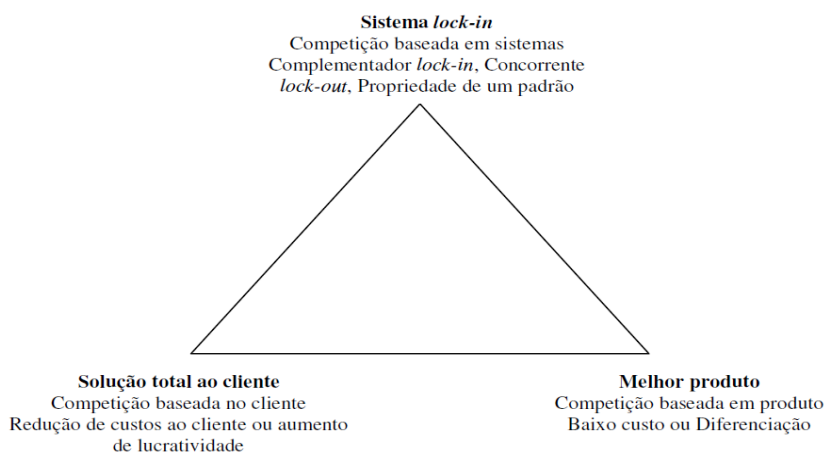 Sistema lock-in
Competição baseada em sistemas
Complementador lock-in, Concorrente
lock-out, Propriedade de um padrão
Solução total ao cliente
Competição baseada no cliente
Redução de custos ao cliente ou aumento
de lucratividade
Melhor produto
Competição baseada em produto
Baixo custo ou Diferenciação